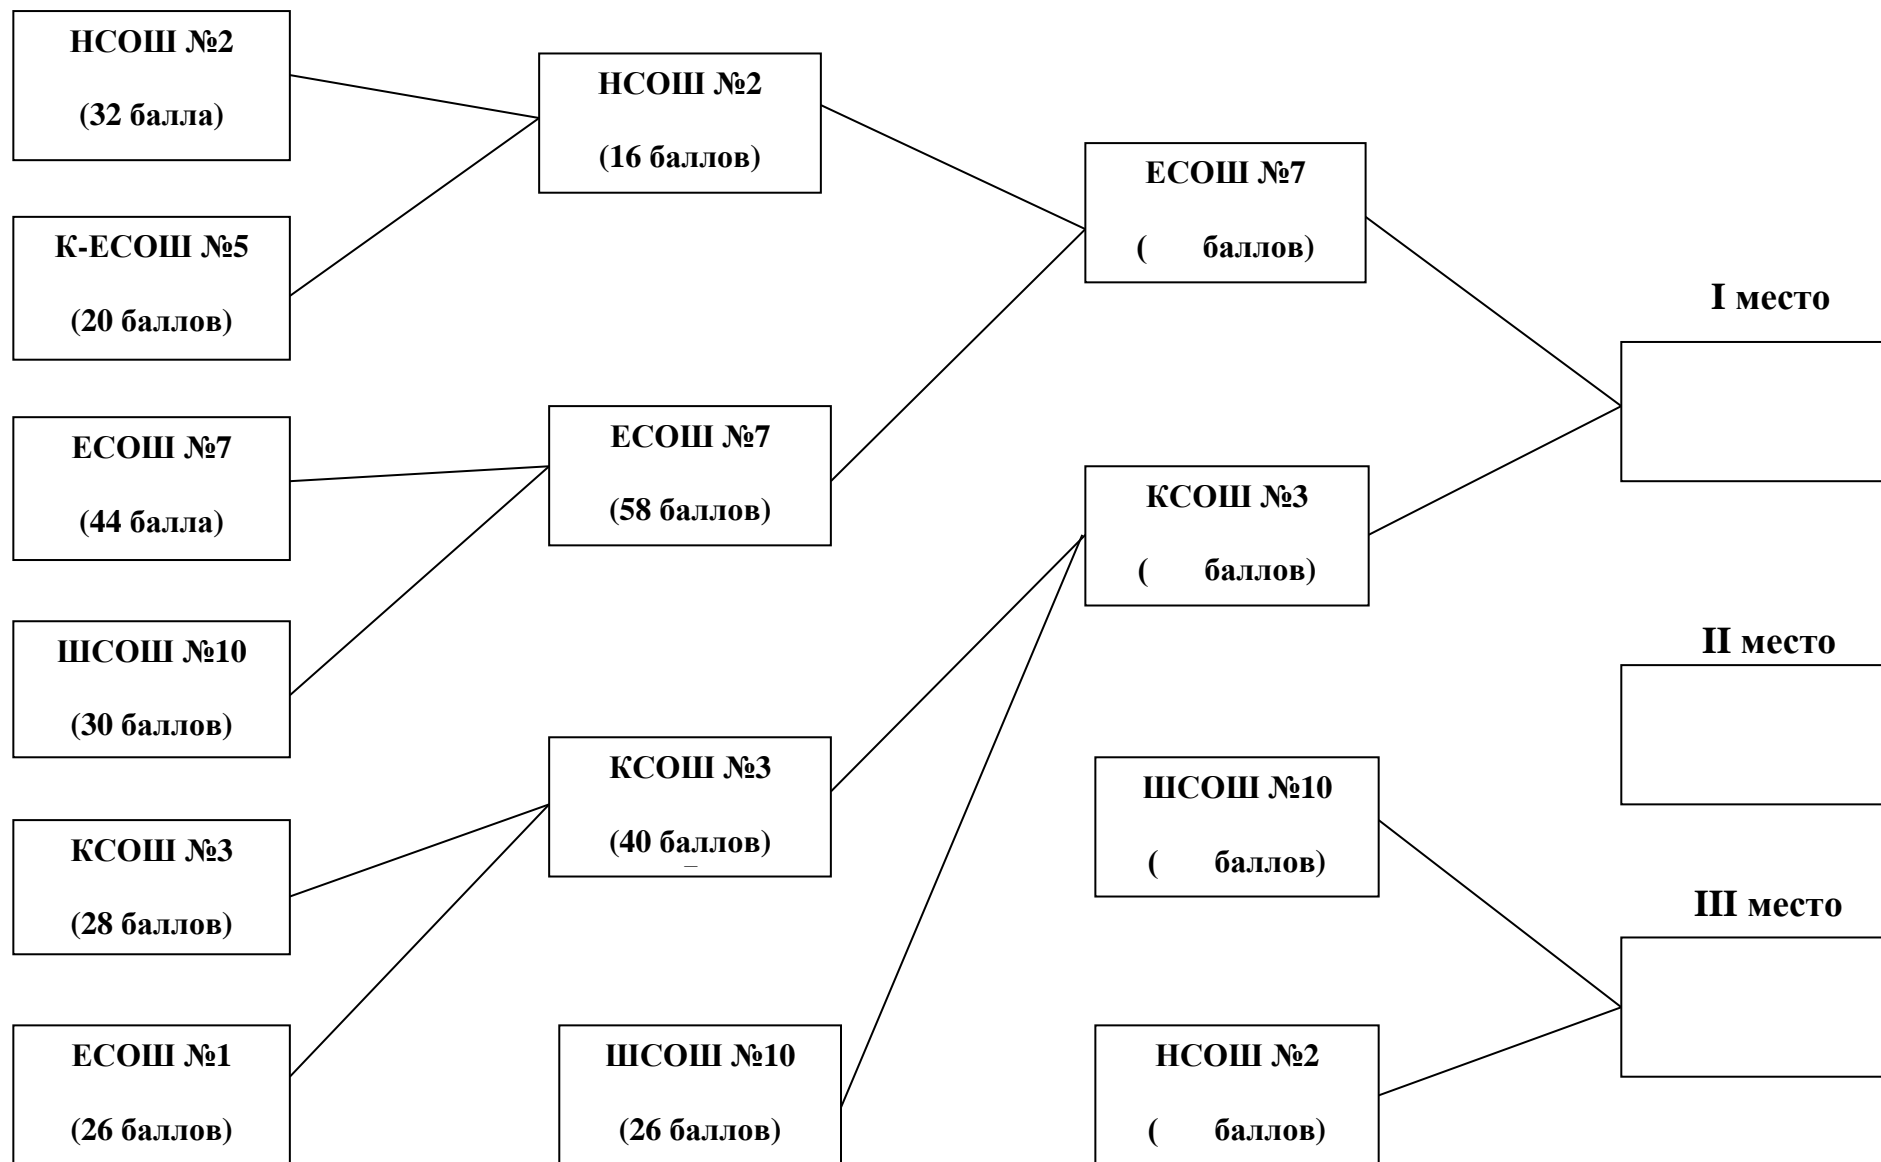 НСОШ №2
(32 балла)
К-ЕСОШ №5
(20 баллов)
ЕСОШ №7
(44 балла)
ШСОШ №10
(30 баллов)
КСОШ №3
(28 баллов)
ЕСОШ №1
(26 баллов)
НСОШ №2
(16 баллов)
ЕСОШ №7
(58 баллов)
КСОШ №3
(40 баллов)
ШСОШ №10
(26 баллов)
ЕСОШ №7
( баллов)
КСОШ №3
( баллов)
ШСОШ №10
( баллов)
НСОШ №2
( баллов)
I место
II место
III место